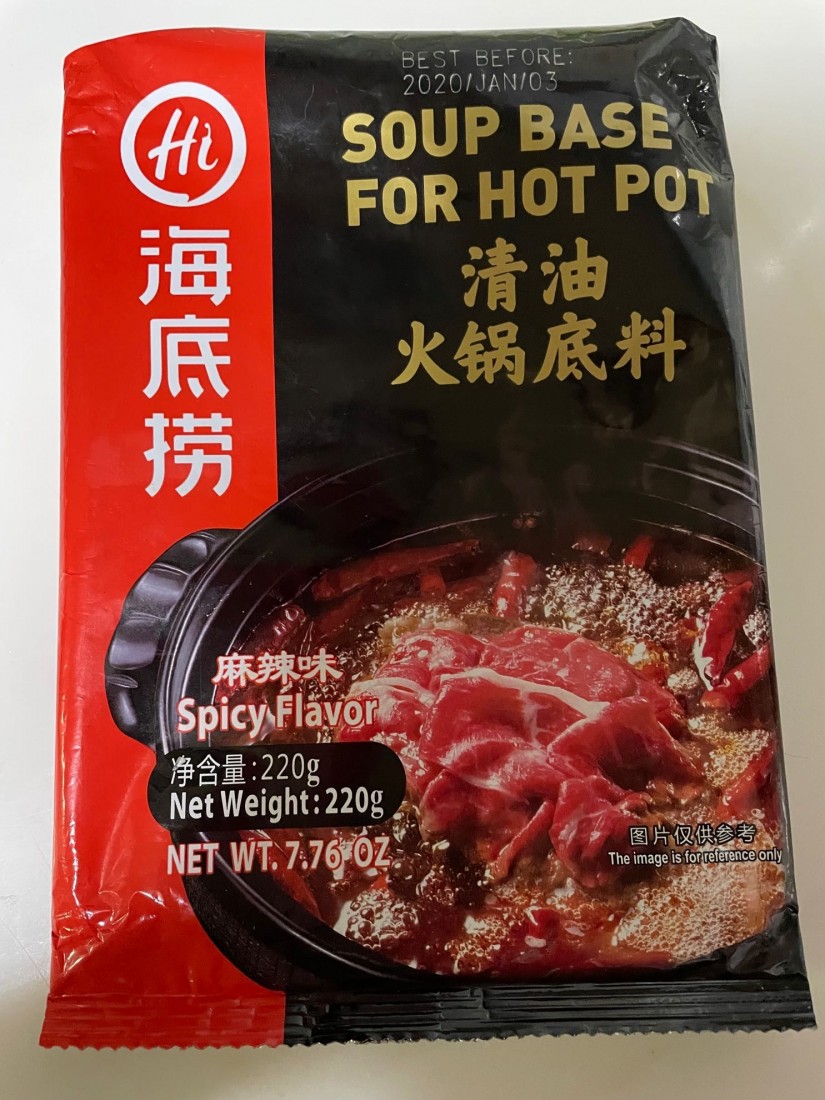 BEST BEFORE:
2020/JAN/03
Hi
海底捞
SOUP BASE
FOR HOT POT
清油
火锅底料
麻辣味
Spicy Flavor
净含量:220g
Net Weight:220g
NET WT. 7.76 OZ
图片仅供参考
The image is for reference only